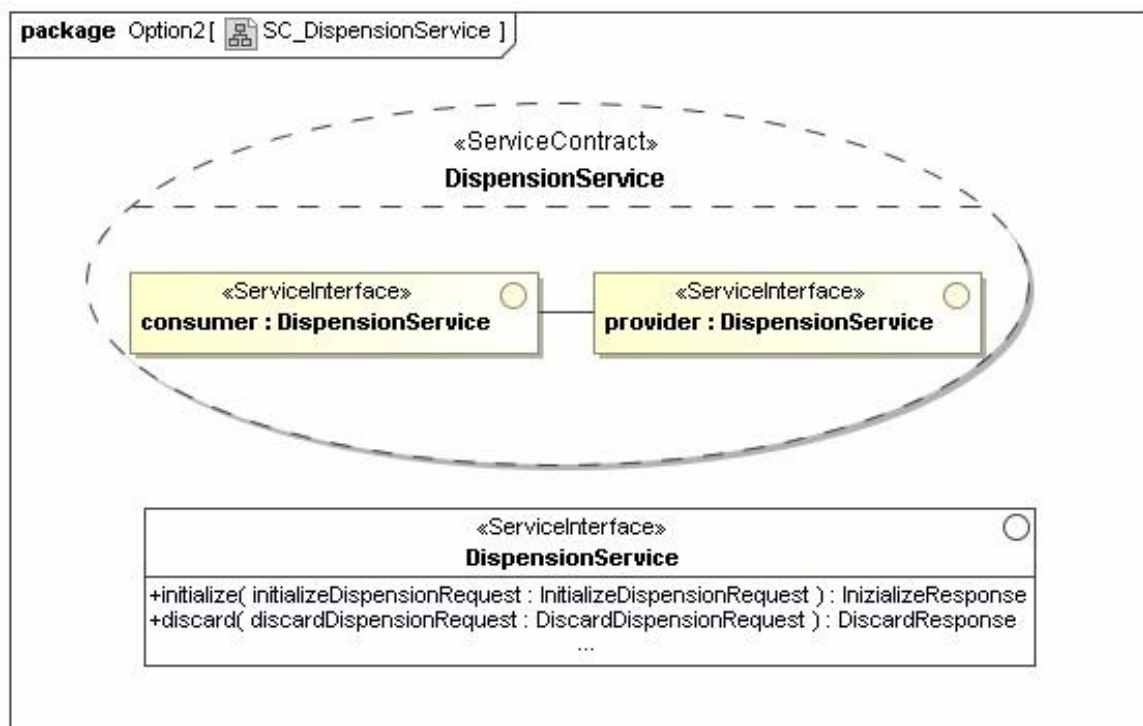 package Option2[ SC_DispensionService ]
«ServiceContract»
DispensionService
«ServiceInterface»
consumer : DispensionService
«ServiceInterface»
provider : DispensionService
«ServiceInterface»
DispensionService
+initialize( initializeDispensionRequest : InitializeDispensionRequest ) : InizializeResponse
+discard( discardDispensionRequest : DiscardDispensionRequest ) : DiscardResponse
...